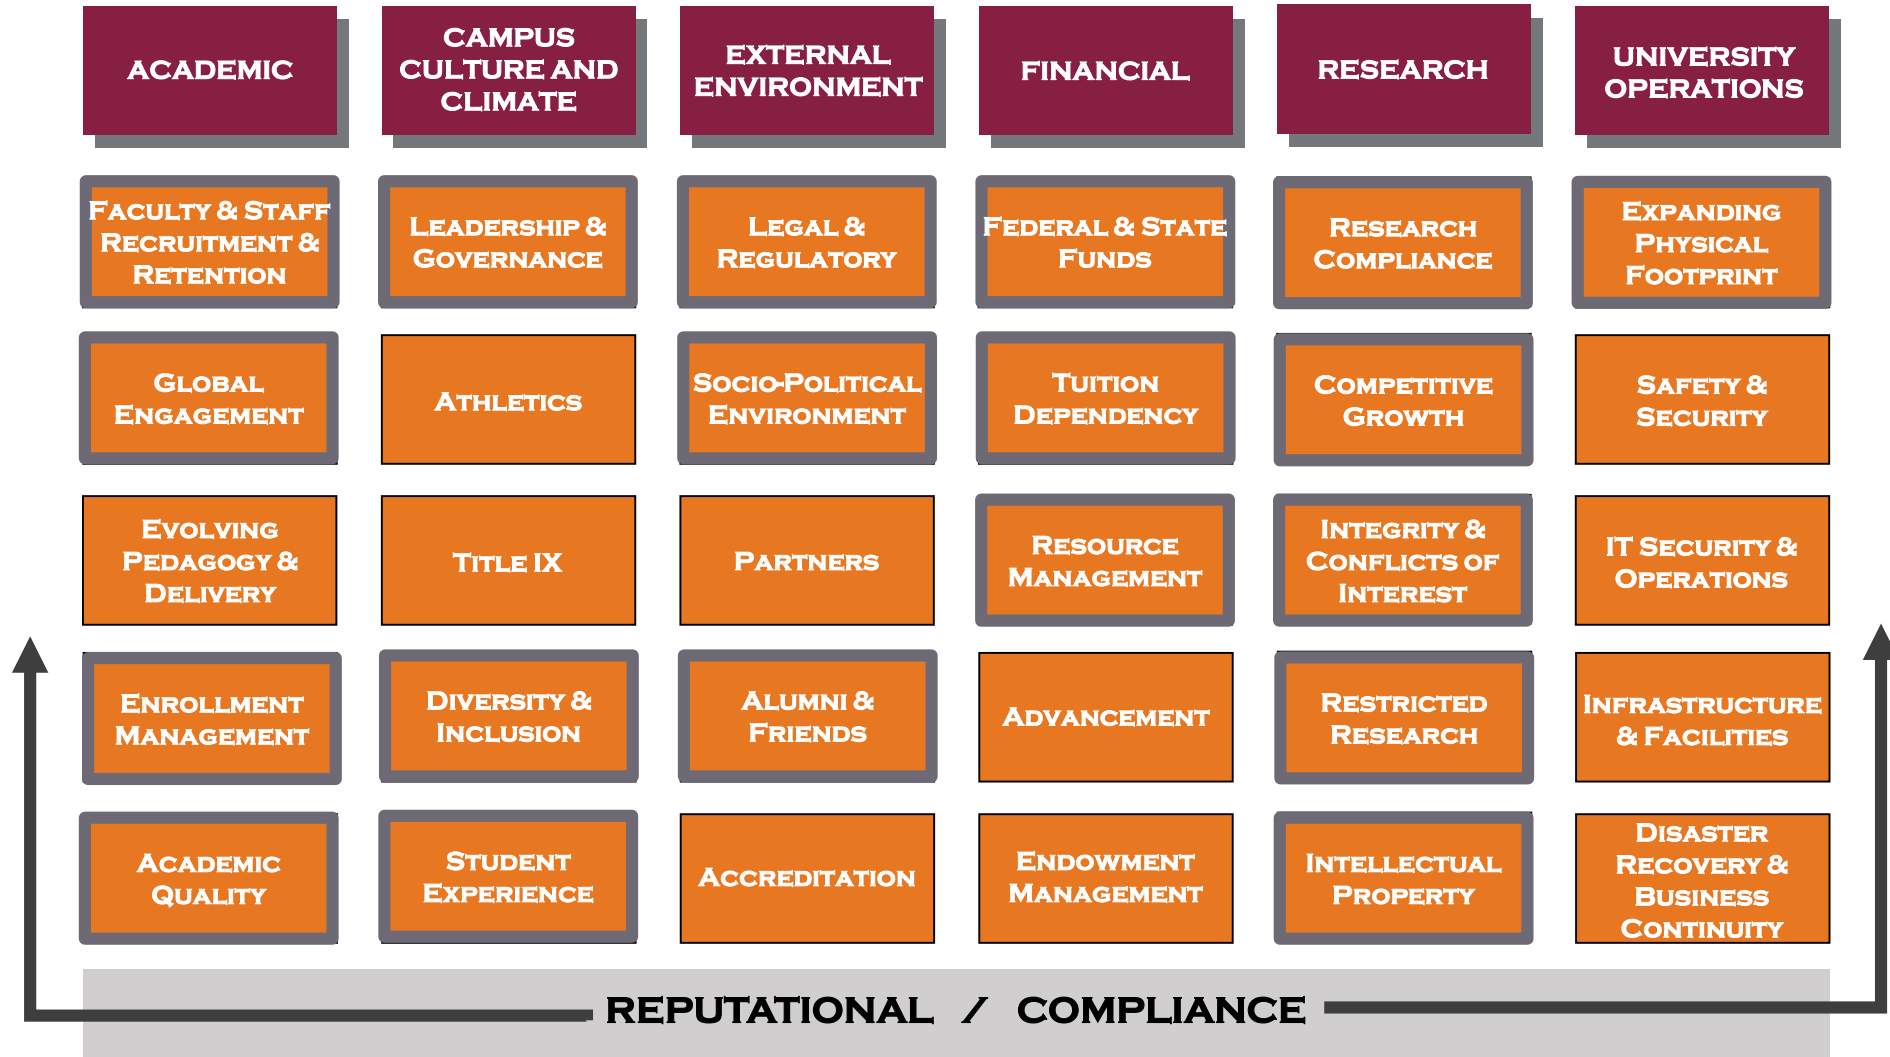 ACADEMIC
CAMPUS
CULTURE AND
CLIMATE
EXTERNAL
ENVIRONMENT
FINANCIAL
RESEARCH
UNIVERSITY
OPERATIONS
FACULTY & STAFF
RECRUITMENT &
RETENTION
LEADERSHIP &
GOVERNANCE
LEGAL &
REGULATORY
FEDERAL & STATE
FUNDS
RESEARCH
COMPLIANCE
EXPANDING
PHYSICAL
FOOTPRINT
GLOBAL
ENGAGEMENT
ATHLETICS
SOCIO-POLITICAL
ENVIRONMENT
TUITION
DEPENDENCY
COMPETITIVE
GROWTH
SAFETY &
SECURITY
EVOLVING
PEDAGOGY &
DELIVERY
TITLE IX
PARTNERS
RESOURCE
MANAGEMENT
INTEGRITY &
CONFLICTS OF
INTEREST
IT SECURITY &
OPERATIONS
ENROLLMENT
MANAGEMENT
DIVERSITY &
INCLUSION
ALUMNI &
FRIENDS
ADVANCEMENT
RESTRICTED
RESEARCH
INFRASTRUCTURE
& FACILITIES
ACADEMIC
QUALITY
STUDENT
EXPERIENCE
ACCREDITATION
ENDOWMENT
MANAGEMENT
INTELLECTUAL
PROPERTY
DISASTER
RECOVERY &
BUSINESS
CONTINUITY
REPUTATIONAL / COMPLIANCE